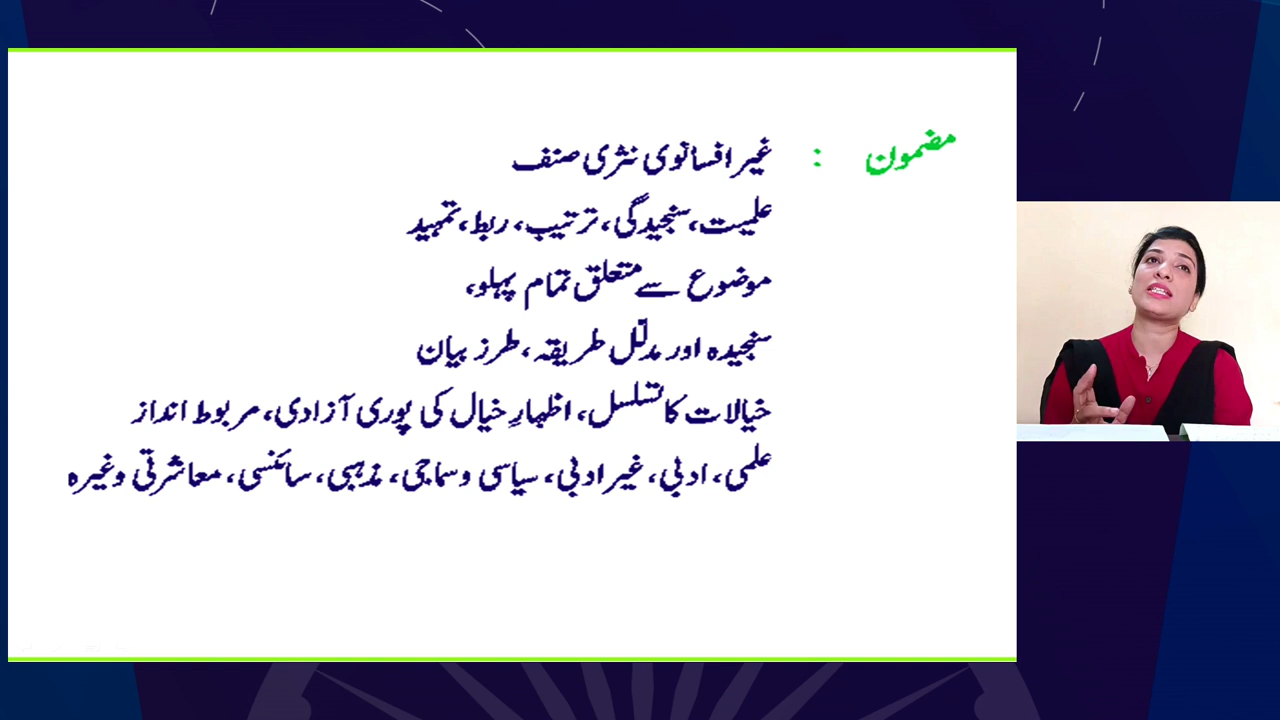 مضمون : غیر افسانوی نثری صنف
علمیت، سنجیدگی، ترتیب، ربط، تمہید
موضوع سے متعلق تمام پہلو،
سنجیدہ اور مدلّل طریقہ، طرز بیان
خیالات کا تسلسل، اظہارِ خیال کی پوری آزادی، مربوط انداز
علمی، ادبی، غیر ادبی، سیاسی و سماجی، مذہبی، سائنسی، معاشرتی وغیرہ